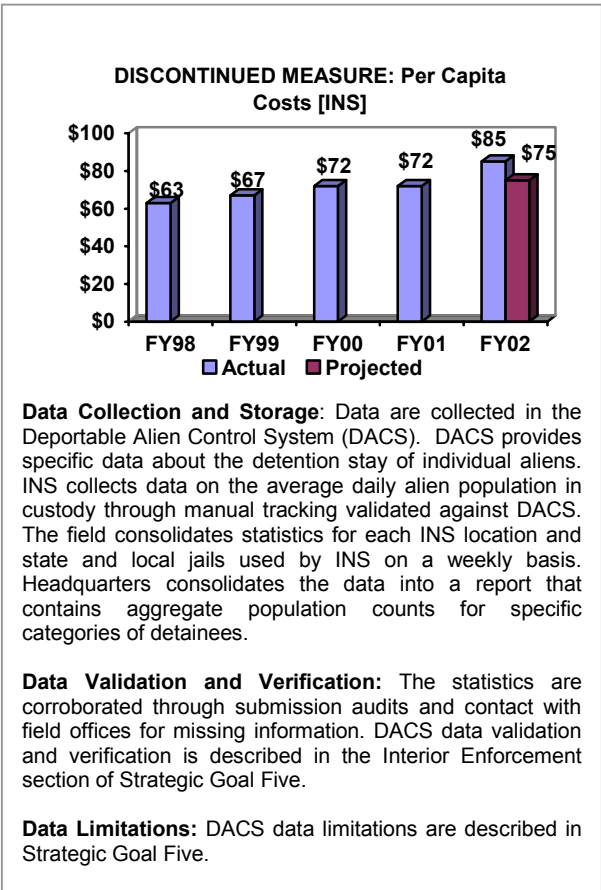 DISCONTINUED MEASURE: Per Capita
Costs [INS]
$100
$80
$60
$40
$20
$0
$63
$67
$72
$72
$85
$75
FY98 FY99 FY00 FY01 FY02
Actual Projected
Data Collection and Storage: Data are collected in the
Deportable Alien Control System (DACS). DACS provides
specific data about the detention stay of individual aliens.
INS collects data on the average daily alien population in
custody through manual tracking validated against DACS.
The field consolidates statistics for each INS location and
state and local jails used by INS on a weekly basis.
Headquarters consolidates the data into a report that
contains aggregate population counts for specific
categories of detainees.
Data Validation and Verification: The statistics are
corroborated through submission audits and contact with
field offices for missing information. DACS data validation
and verification is described in the Interior Enforcement
section of Strategic Goal Five.
Data Limitations: DACS data limitations are described in
Strategic Goal Five.